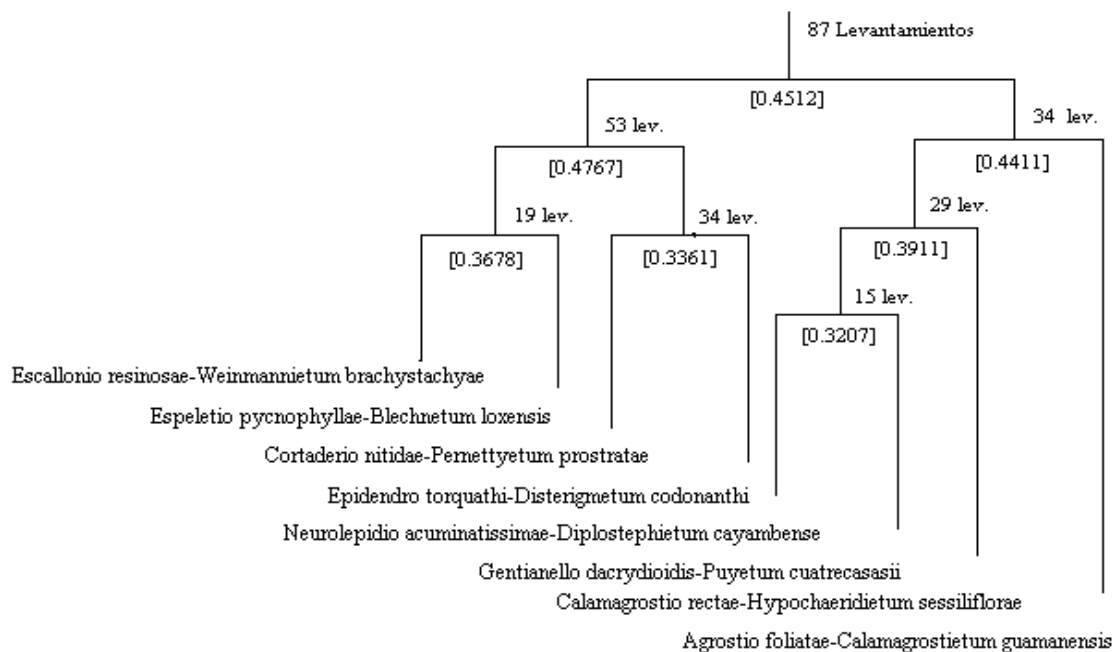 87 Levantamientos
[0.4512]
53 lev.
34 lev.
[0.4767]
[0.4411]
19 lev.
34 lev.
29 lev.
[0.3678]
[0.3361]
[0.3911]
15 lev.
[0.3207]
Escallonio resinosae-Weinmannietum brachystachyae
Espeletio pycnophyllae-Blechnetum loxensis
Cortaderio nitidae-Pernettyetum prostratae
Epidendro torquathi-Disterigmetum codonanthi
Neurolepidio acuminatissimae-Diplostephietum cayambense
Gentianello dacrydioidis-Puyetum cuatrecasasii
Calamagrostio rectae-Hypochaeridietum sessiliflorae
Agrostio foliatae-Calamagrostietum guamanensis